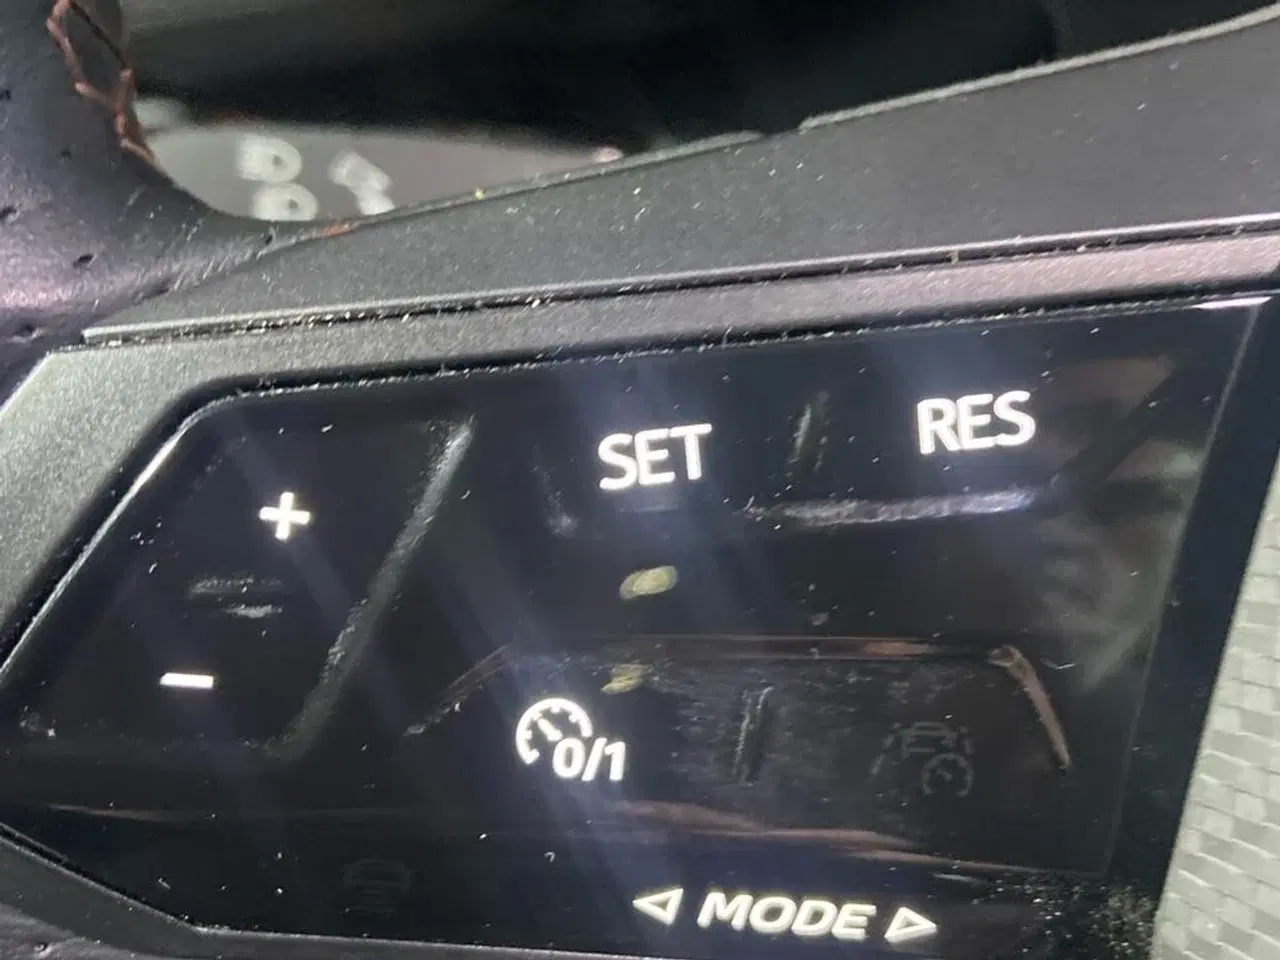 SET RES
+
−
0/1
◁ MODE ▷